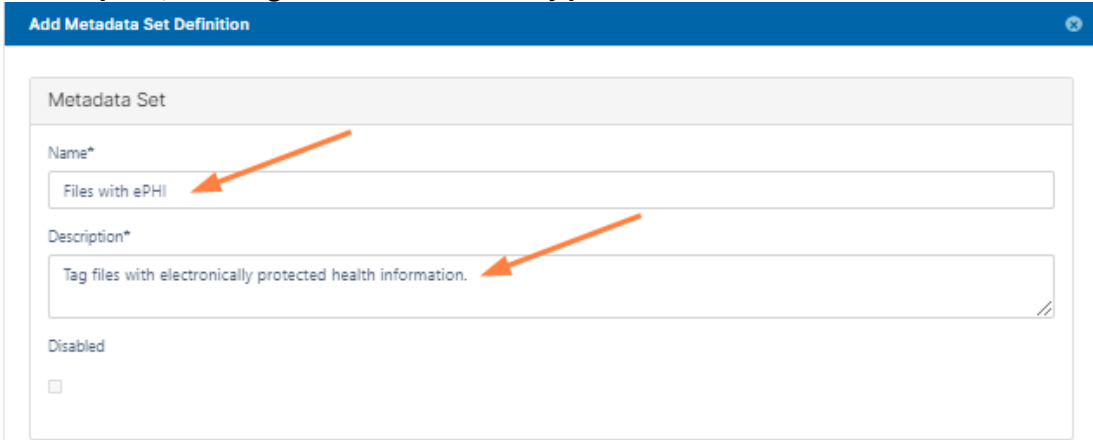 Add Metadata Set Definition
Metadata Set
Name*
Files with ePHI
Description*
Tag files with electronically protected health information.
Disabled